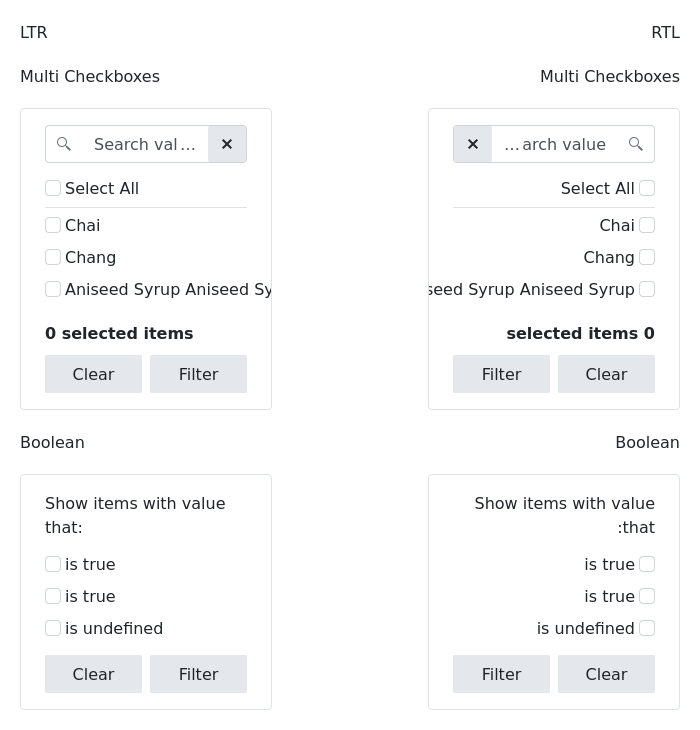 LTR
Multi Checkboxes
Search val…
Select All
Chai
Chang
Aniseed Syrup Aniseed Sy
0 selected items
Clear Filter
Boolean
Show items with value
that:
is true
is true
is undefined
Clear Filter
RTL
Multi Checkboxes
…arch value
Select All
Chai
Chang
seed Syrup Aniseed Syrup
selected items 0
Filter Clear
Boolean
Show items with value
:that
is true
is true
is undefined
Filter Clear